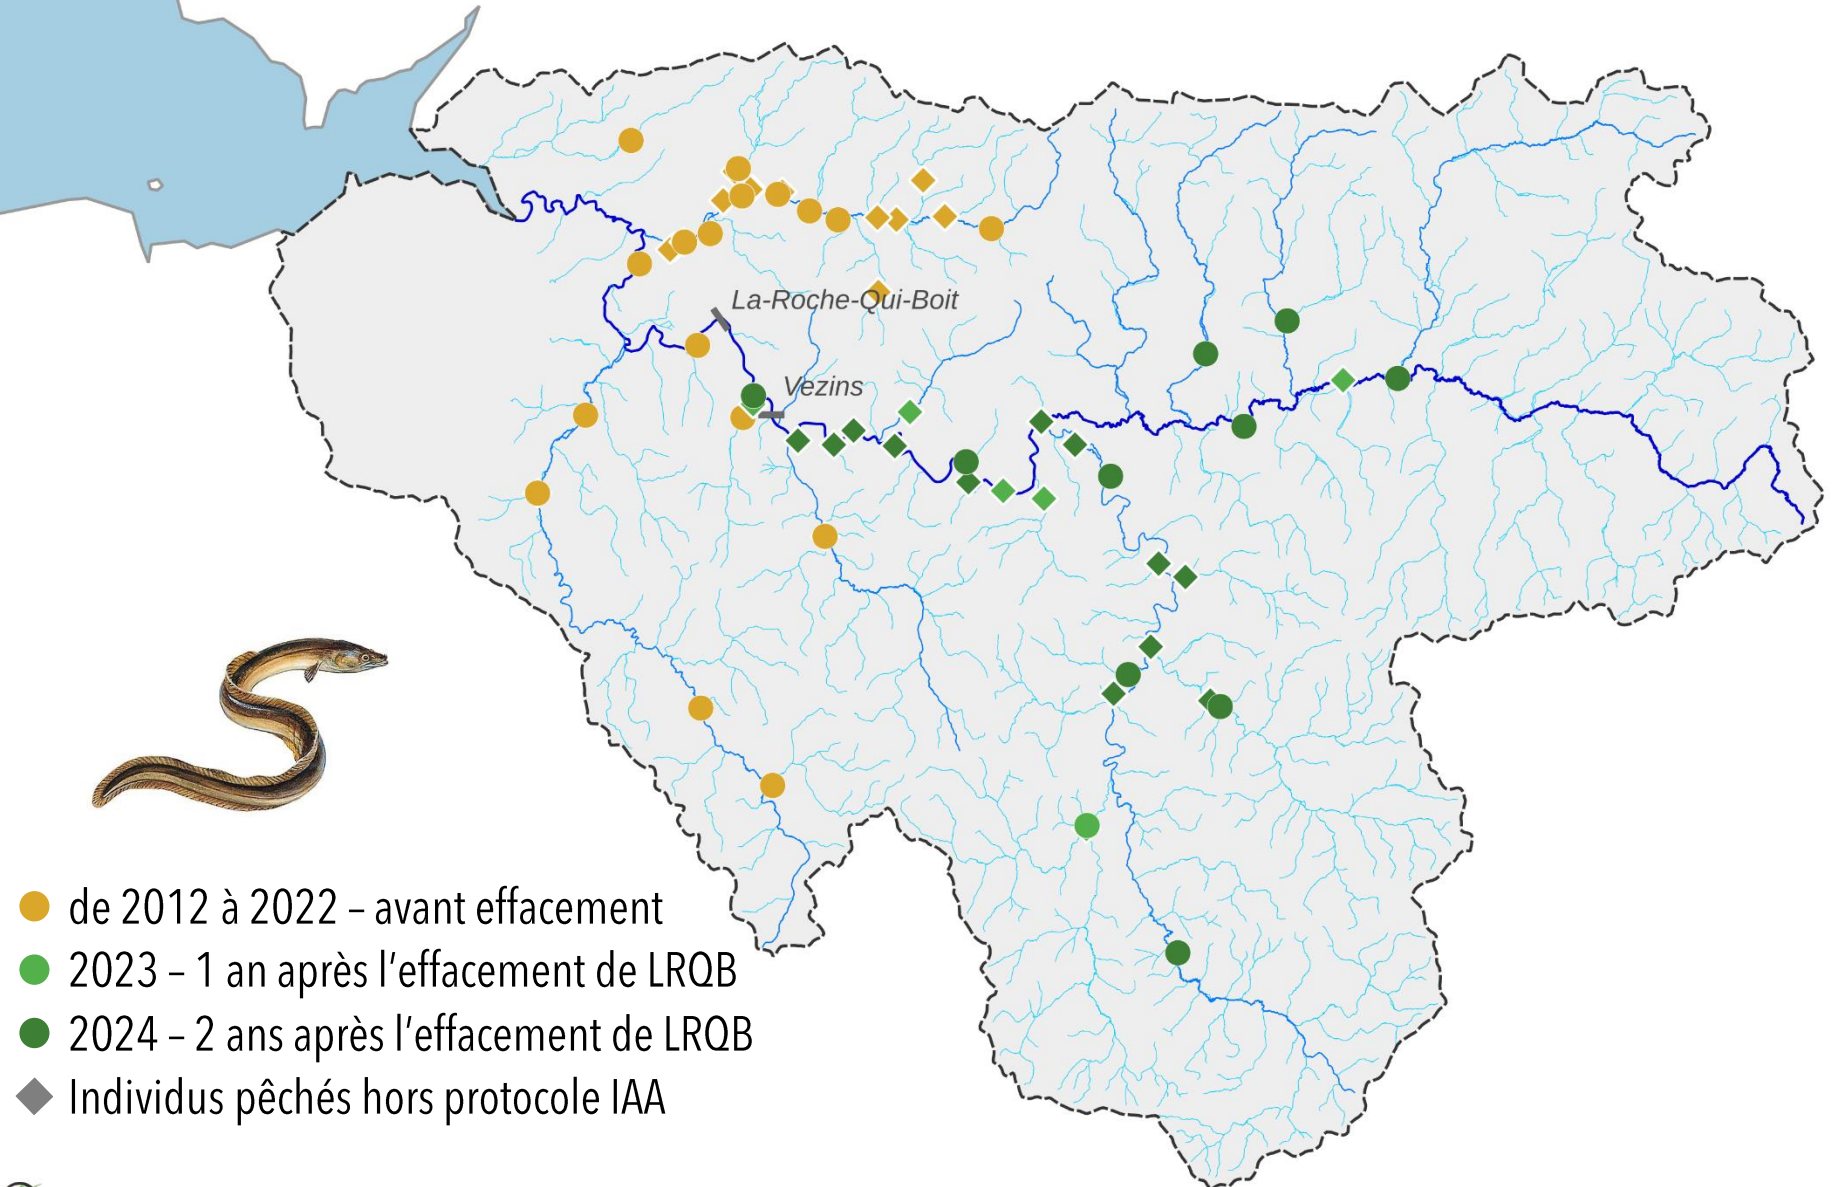 La-Roche-Qui-Boit
Vezins
de 2012 à 2022 – avant effacement
2023 – 1 an après l'effacement de LRQB
2024 – 2 ans après l'effacement de LRQB
Individus pêchés hors protocole IAA